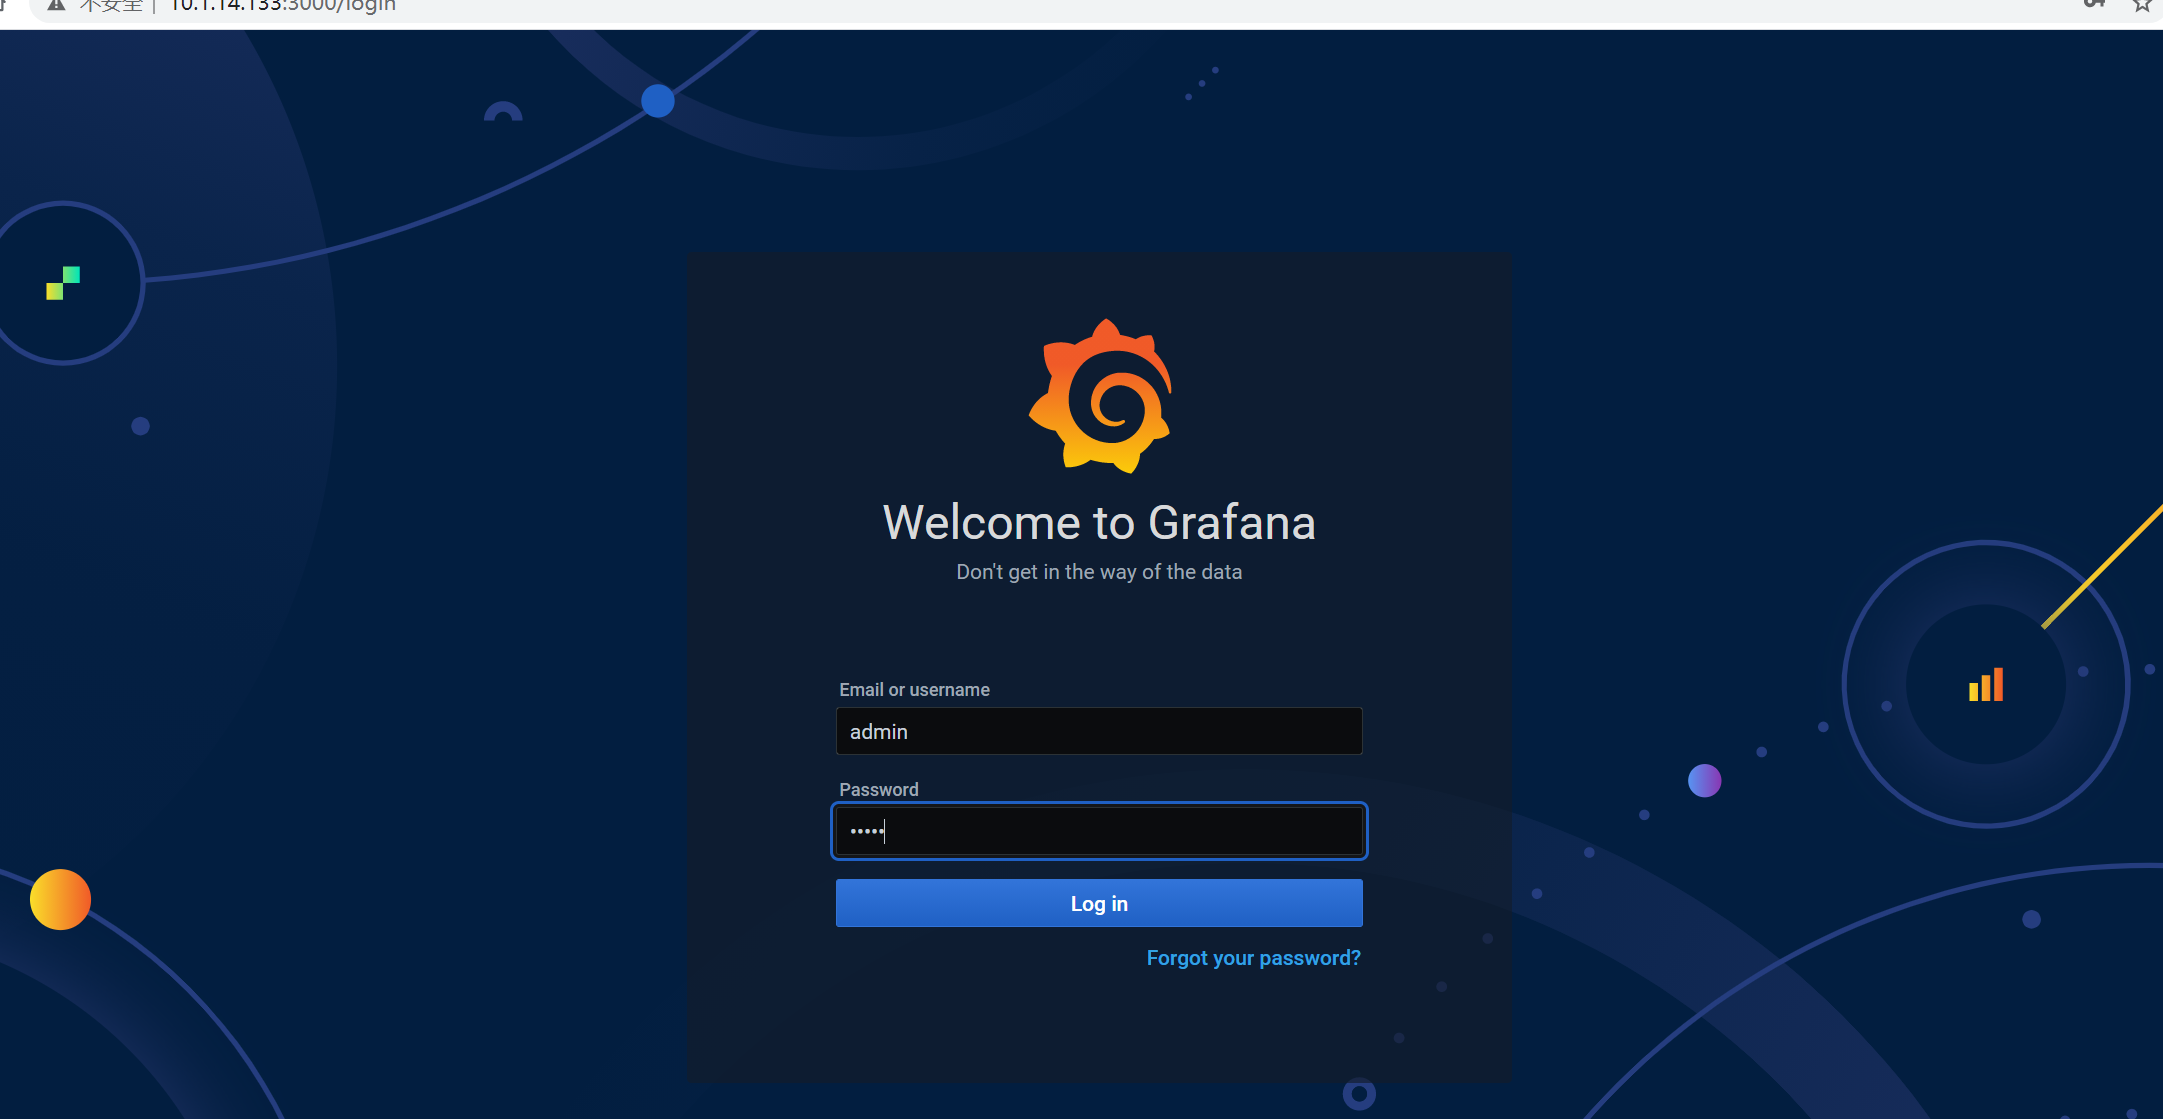 不安全 | 10.1.14.133:3000/login
Welcome to Grafana
Don't get in the way of the data
Email or username
admin
Password
•••••
Log in
Forgot your password?